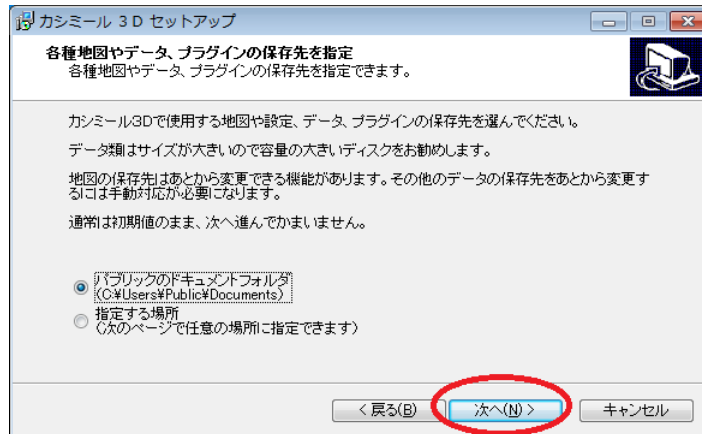 カシミール 3D セットアップ
各種地図やデータ、プラグインの保存先を指定
各種地図やデータ、プラグインの保存先を指定できます。
カシミール3Dで使用する地図や設定、データ、プラグインの保存先を選んでください。
データ類はサイズが大きいので容量の大きいディスクをお勧めします。
地図の保存先はあとから変更できる機能があります。その他のデータの保存先をあとから変更す
るには手動対応が必要になります。
通常は初期値のまま、次へ進んでかまいません。
パブリックのドキュメントフォルダ
(C:¥Users¥Public¥Documents)
指定する場所
(次のページで任意の場所に指定できます)
< 戻る(B)
次へ(N) >
キャンセル